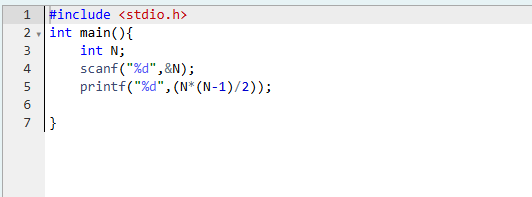 1 #include <stdio.h>
2 int main(){
3     int N;
4     scanf("%d",&N);
5     printf("%d",(N*(N-1)/2));
6
7 }